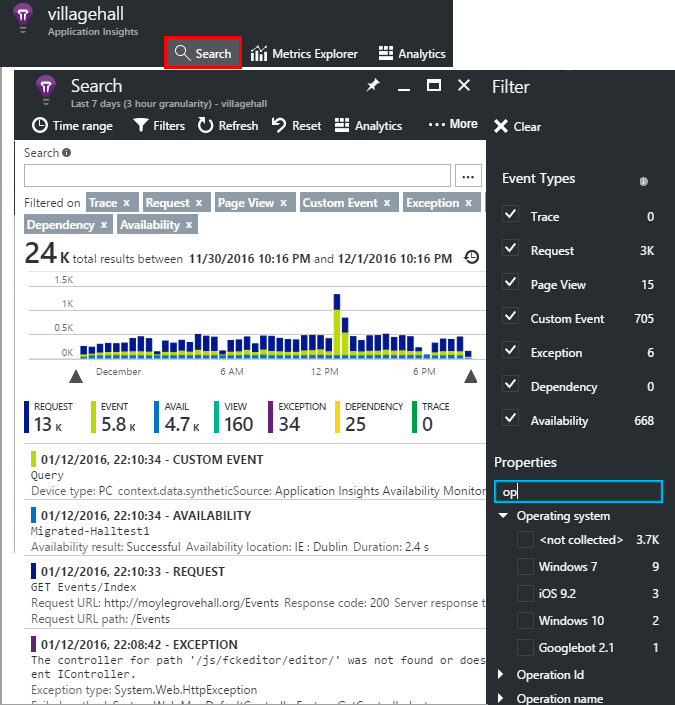 villagehall
Application Insights
Search
Metrics Explorer
Analytics
Search
Last 7 days (3 hour granularity) - villagehall
Time range
Filters
Refresh
Reset
Analytics
More
Search
Filtered on Trace x Request x Page View x Custom Event x Exception x
Dependency x Availability x
24 K total results between 11/30/2016 10:16 PM and 12/1/2016 10:16 PM
1.5K
1K
0.5K
0K
December 6 AM 12 PM 6 PM
REQUEST EVENT AVAIL VIEW EXCEPTION DEPENDENCY TRACE
13 K 5.8 K 4.7 K 160 34 25 0
01/12/2016, 22:10:34 - CUSTOM EVENT
Query
Device type: PC context.data.syntheticSource: Application Insights Availability Monitor
01/12/2016, 22:10:34 - AVAILABILITY
Migrated-Halltest1
Availability result: Successful Availability location: IE : Dublin Duration: 2.4 s
01/12/2016, 22:10:33 - REQUEST
GET Events/Index
Request URL: http://moylegrovehall.org/Events Response code: 200 Server response t
Request URL path: /Events
01/12/2016, 22:08:42 - EXCEPTION
The controller for path '/js/fckeditor/editor/' was not found or does
ent IController.
Exception type: System.Web.HttpException
Filter
Clear
Event Types
Trace 0
Request 3K
Page View 15
Custom Event 705
Exception 6
Dependency 0
Availability 668
Properties
op
Operating system
<not collected> 3.7K
Windows 7 9
iOS 9.2 3
Windows 10 2
Googlebot 2.1 1
Operation Id
Operation name